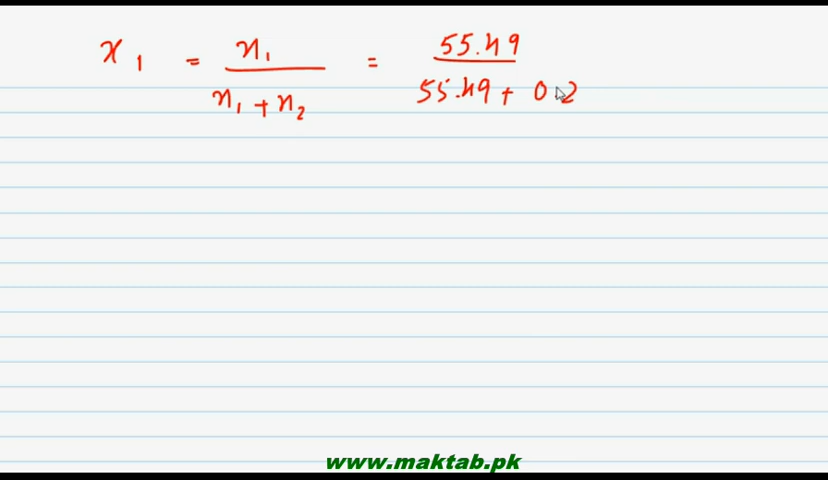 x₁ = n₁ / (n₁ + n₂) = 55.49 / (55.49 + 0.2
www.maktab.pk